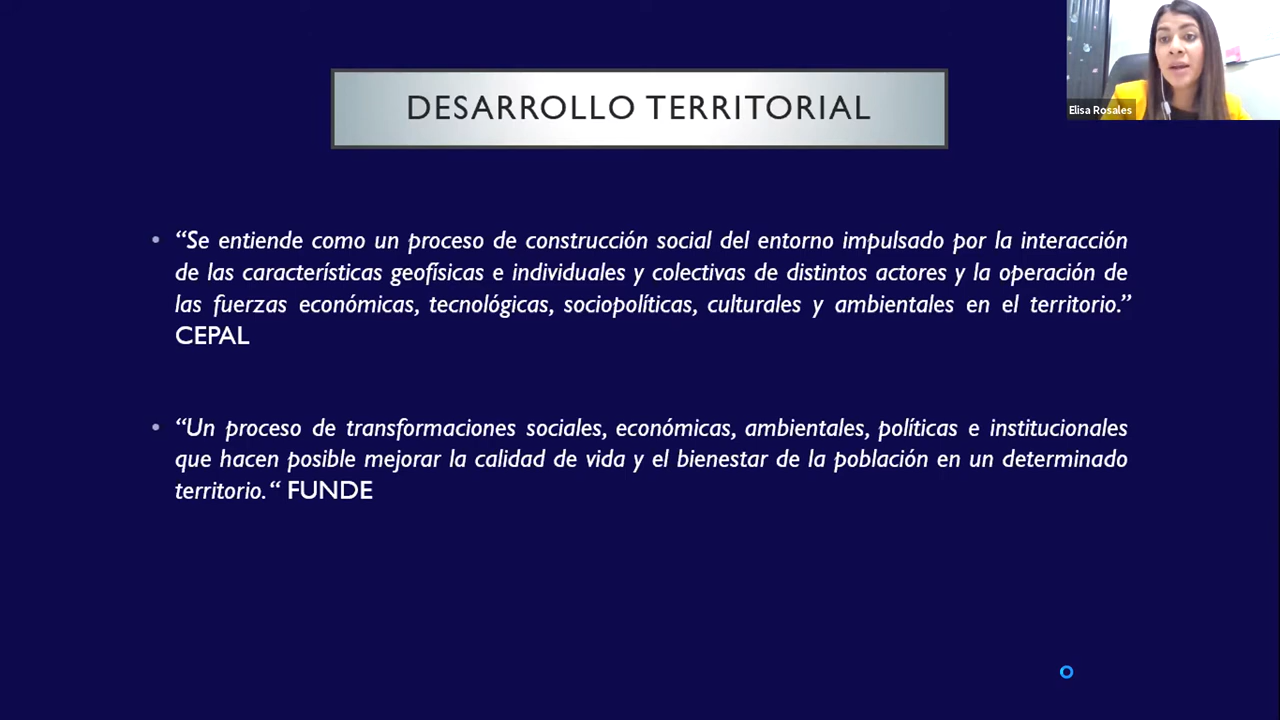 DESARROLLO TERRITORIAL
Elisa Rosales
• “Se entiende como un proceso de construcción social del entorno impulsado por la interacción
de las características geofísicas e individuales y colectivas de distintos actores y la operación de
las fuerzas económicas, tecnológicas, sociopolíticas, culturales y ambientales en el territorio.”
CEPAL
• “Un proceso de transformaciones sociales, económicas, ambientales, políticas e institucionales
que hacen posible mejorar la calidad de vida y el bienestar de la población en un determinado
territorio.“ FUNDE